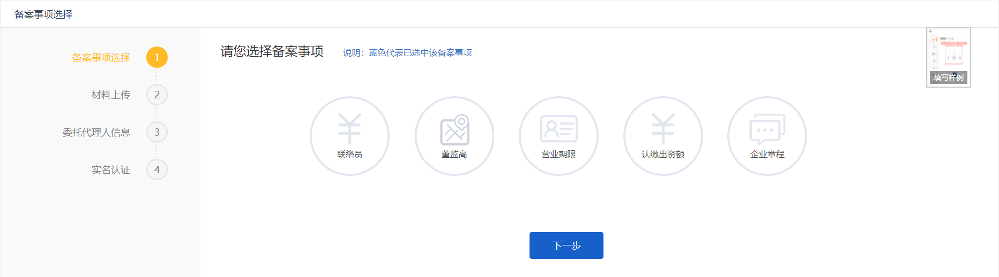 备案事项选择
备案事项选择 1
材料上传 2
委托代理人信息 3
实名认证 4
请您选择备案事项 说明：蓝色代表已选中该备案事项
填写样例
联络员 董监高 营业期限 认缴出资额 企业章程
下一步